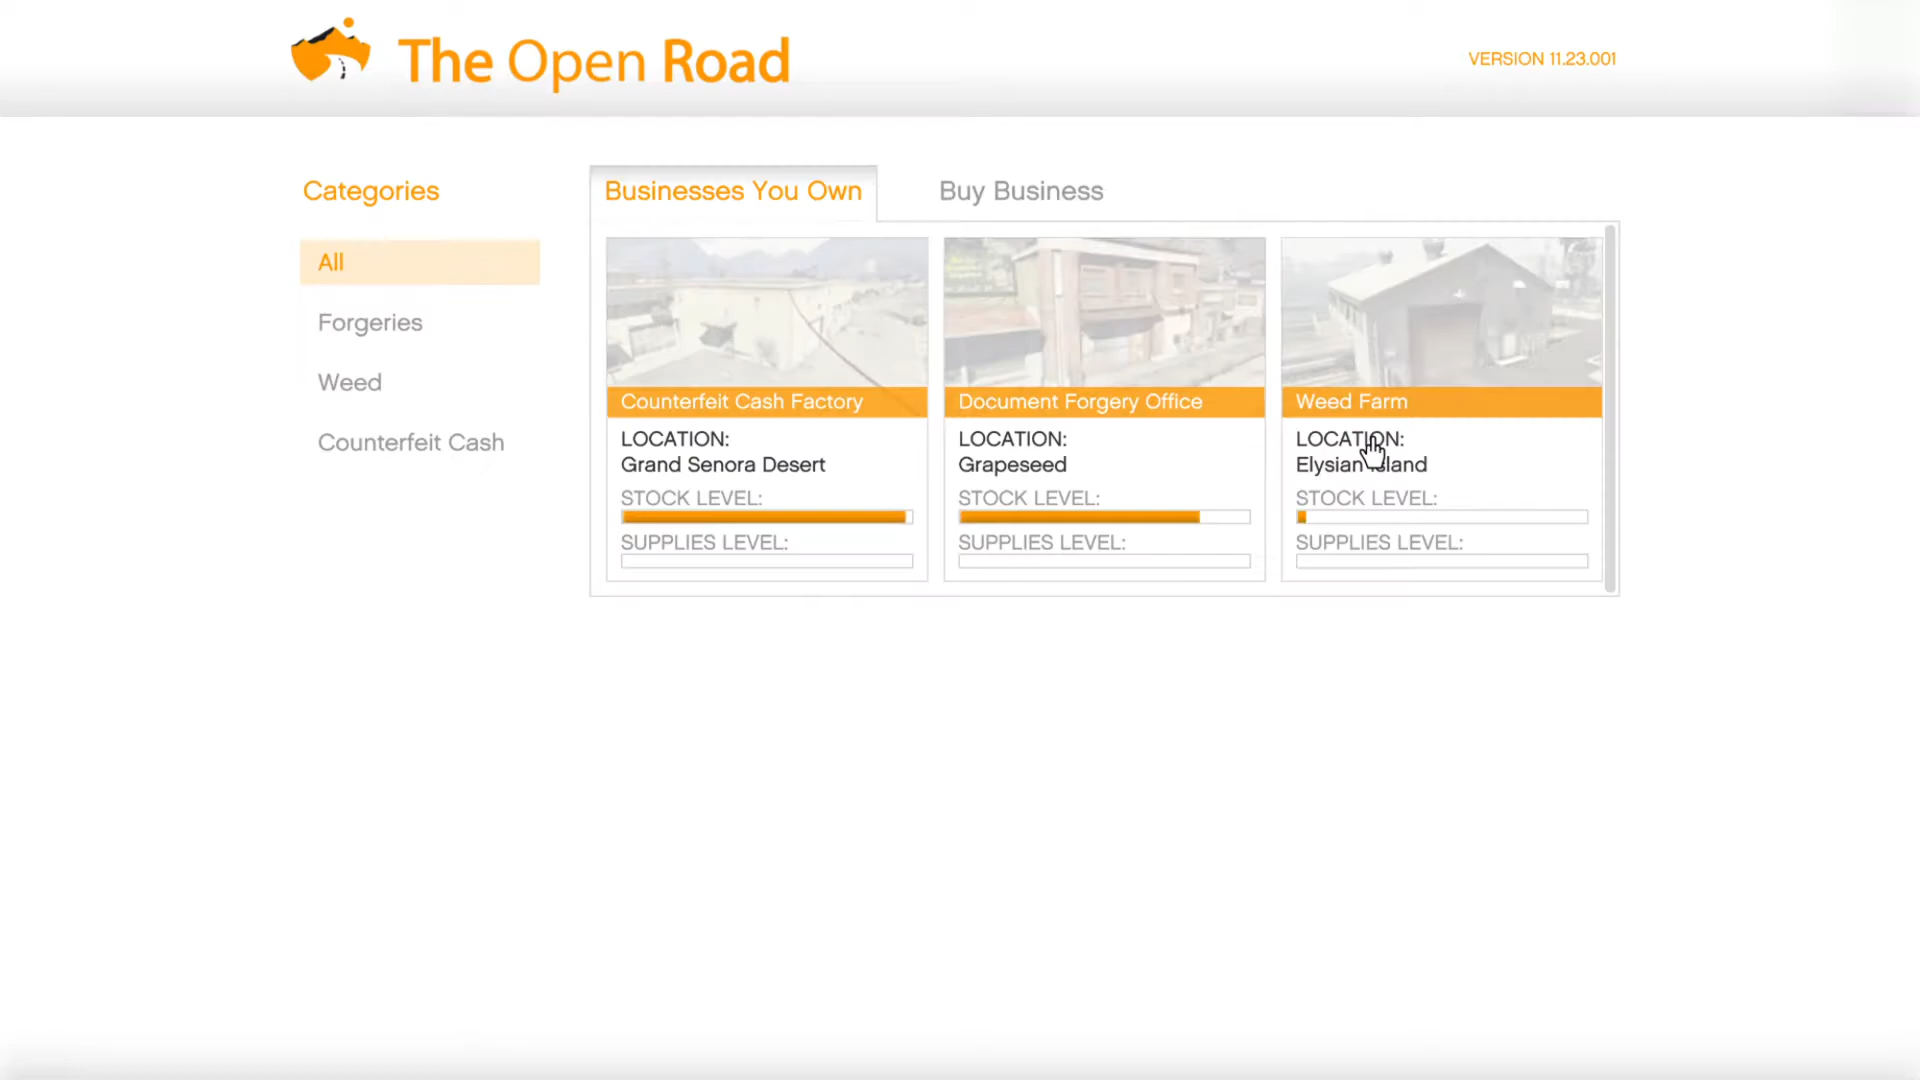 The Open Road
VERSION 11.23.001
Categories
All
Forgeries
Weed
Counterfeit Cash
Businesses You Own
Buy Business
Counterfeit Cash Factory
LOCATION:
Grand Senora Desert
STOCK LEVEL:
SUPPLIES LEVEL:
Document Forgery Office
LOCATION:
Grapeseed
STOCK LEVEL:
SUPPLIES LEVEL:
Weed Farm
LOCATION:
Elysian Island
STOCK LEVEL:
SUPPLIES LEVEL: